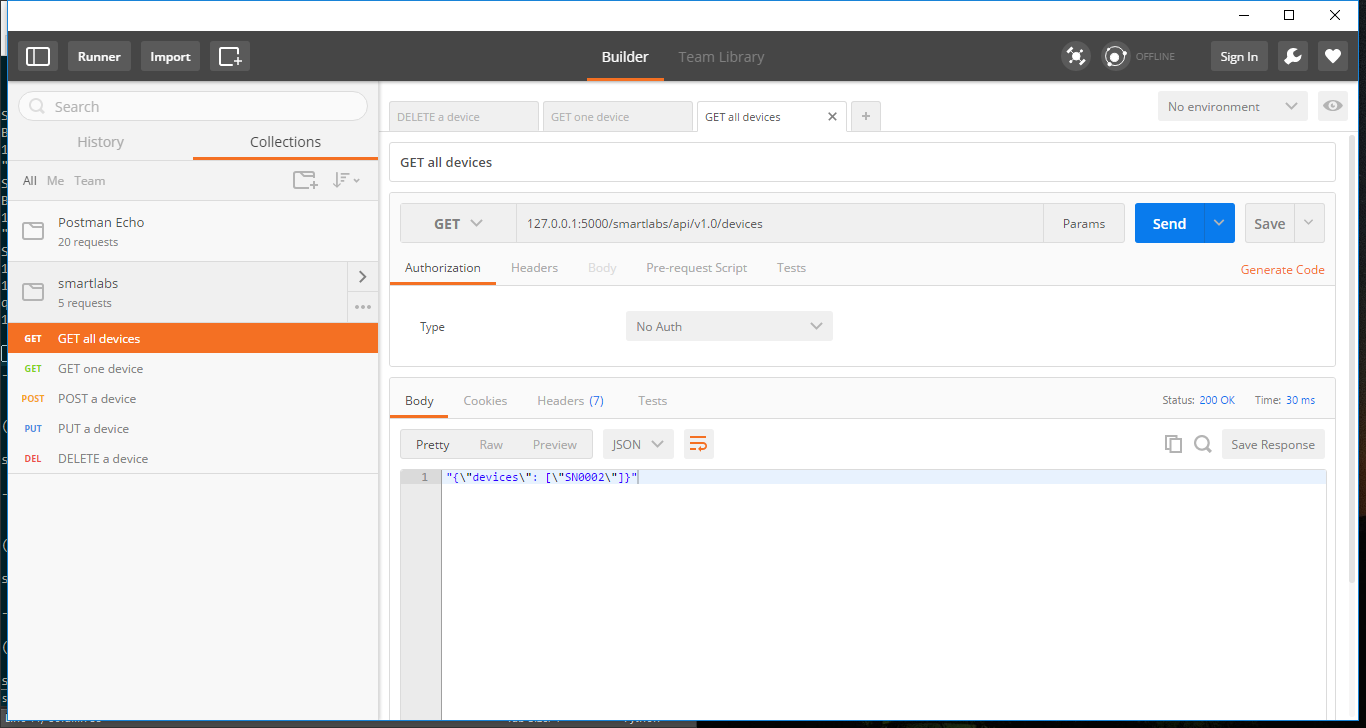 Runner Import Builder Team Library OFFLINE Sign In
Search
History Collections
All Me Team
Postman Echo
20 requests
smartlabs
5 requests
GET GET all devices
GET GET one device
POST POST a device
PUT PUT a device
DEL DELETE a device
DELETE a device GET one device GET all devices No environment
GET all devices
GET 127.0.0.1:5000/smartlabs/api/v1.0/devices Params Send Save
Authorization Headers Body Pre-request Script Tests Generate Code
Type No Auth
Body Cookies Headers (7) Tests Status: 200 OK Time: 30 ms
Pretty Raw Preview JSON Save Response
1 "{\"devices\": [\"SN0002\"]}"